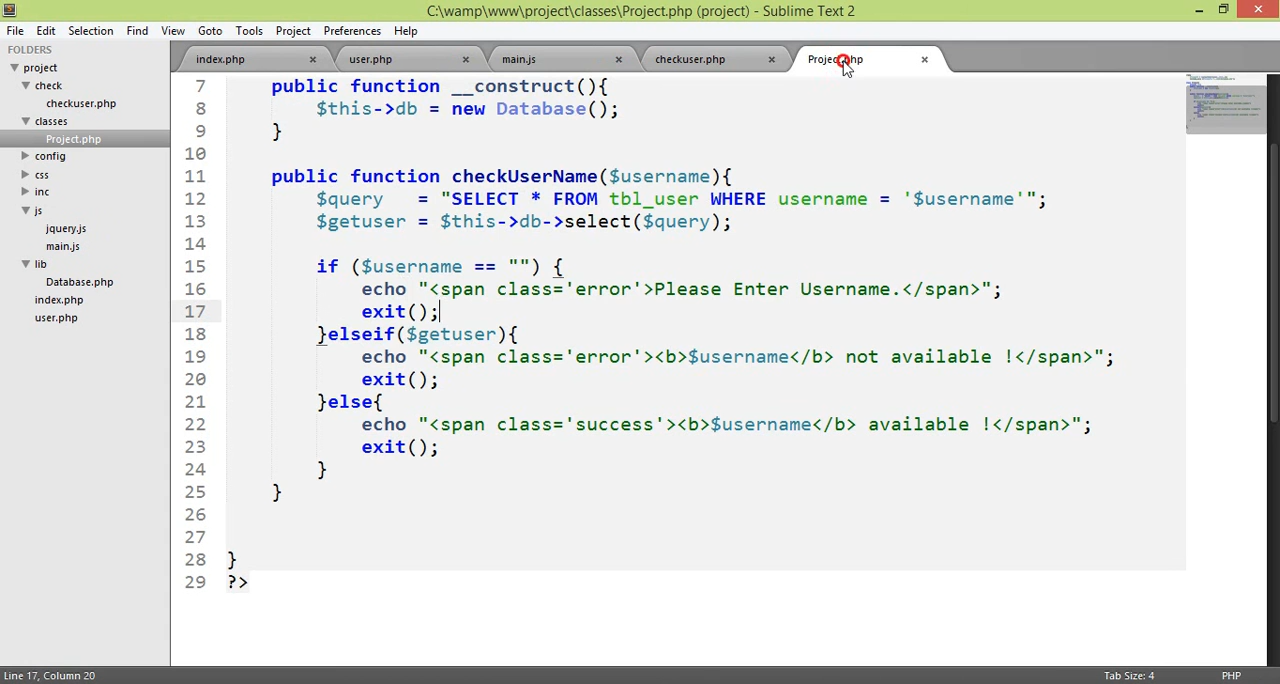 C:\wamp\www\project\classes\Project.php (project) - Sublime Text 2
File Edit Selection Find View Goto Tools Project Preferences Help
FOLDERS
project
check
checkuser.php
classes
Project.php
config
css
inc
js
jquery.js
main.js
lib
Database.php
index.php
user.php
index.php user.php main.js checkuser.php
7 public function __construct(){
8 $this->db = new Database();
9 }
10
11 public function checkUserName($username){
12 $query = "SELECT * FROM tbl_user WHERE username = '$username'";
13 $getuser = $this->db->select($query);
14
15 if ($username == "") {
16 echo "<span class='error'>Please Enter Username.</span>";
17 exit();
18 }elseif($getuser){
19 echo "<span class='error'><b>$username</b> not available !</span>";
20 exit();
21 }else{
22 echo "<span class='success'><b>$username</b> available !</span>";
23 exit();
24 }
25 }
26
27
28 }
29 ?>
Line 17, Column 20 Tab Size: 4 PHP